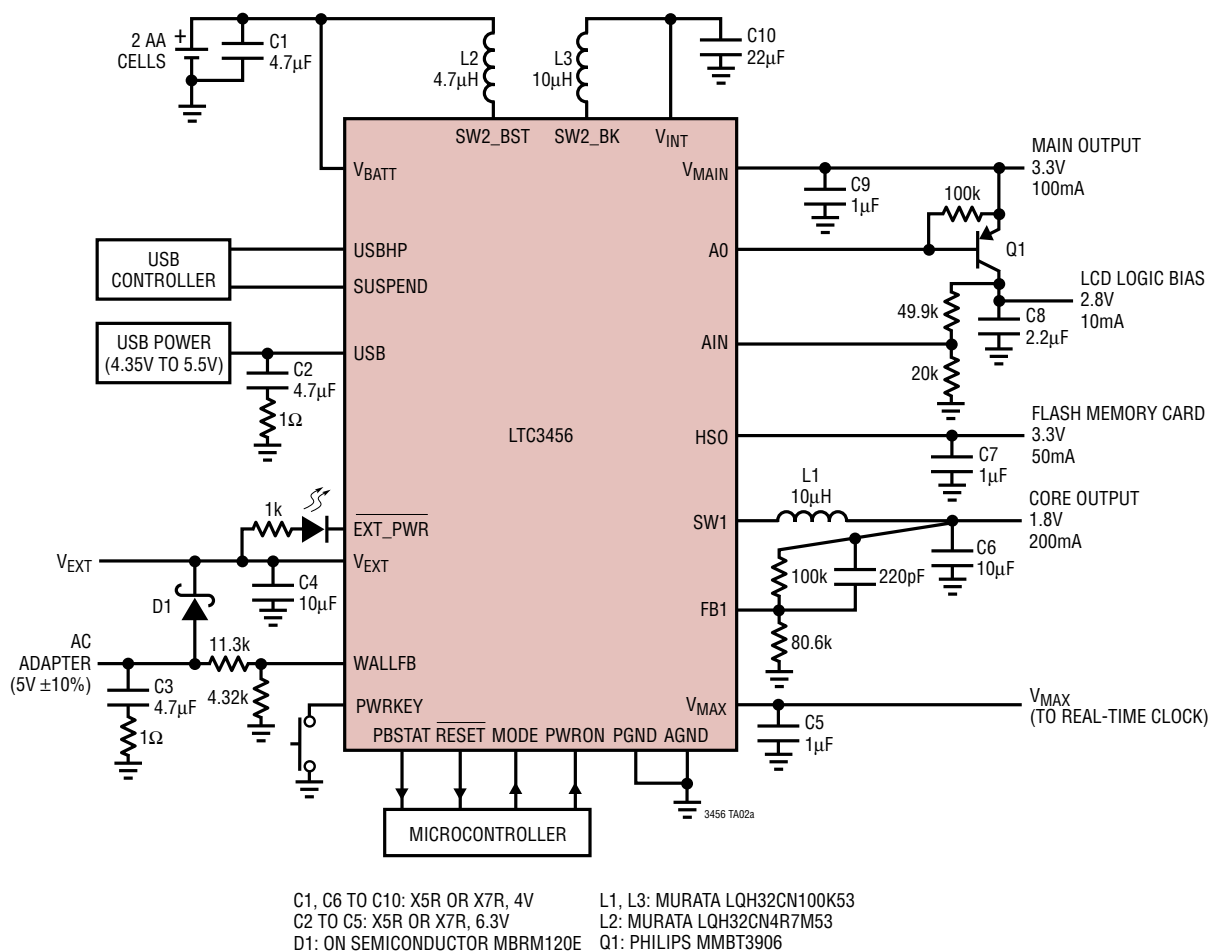 2 AA
CELLS
+
C1
4.7µF
L2
4.7µH
L3
10µH
C10
22µF
SW2_BST
SW2_BK
VINT
VBATT
VMAIN
MAIN OUTPUT
3.3V
100mA
C9
1µF
100k
USB
CONTROLLER
USBHP
SUSPEND
A0
Q1
LCD LOGIC BIAS
2.8V
10mA
49.9k
C8
2.2µF
USB POWER
(4.35V TO 5.5V)
USB
AIN
C2
4.7µF
1Ω
20k
LTC3456
HSO
FLASH MEMORY CARD
3.3V
50mA
C7
1µF
1k
EXT_PWR
SW1
L1
10µH
CORE OUTPUT
1.8V
200mA
C6
10µF
VEXT
VEXT
C4
10µF
100k
220pF
D1
FB1
80.6k
AC
ADAPTER
(5V ±10%)
11.3k
WALLFB
C3
4.7µF
4.32k
1Ω
PWRKEY
VMAX
VMAX
(TO REAL-TIME CLOCK)
C5
1µF
PBSTAT
RESET
MODE
PWRON
PGND
AGND
MICROCONTROLLER
3456 TA02a
C1, C6 TO C10: X5R OR X7R, 4V
C2 TO C5: X5R OR X7R, 6.3V
D1: ON SEMICONDUCTOR MBRM120E
L1, L3: MURATA LQH32CN100K53
L2: MURATA LQH32CN4R7M53
Q1: PHILIPS MMBT3906